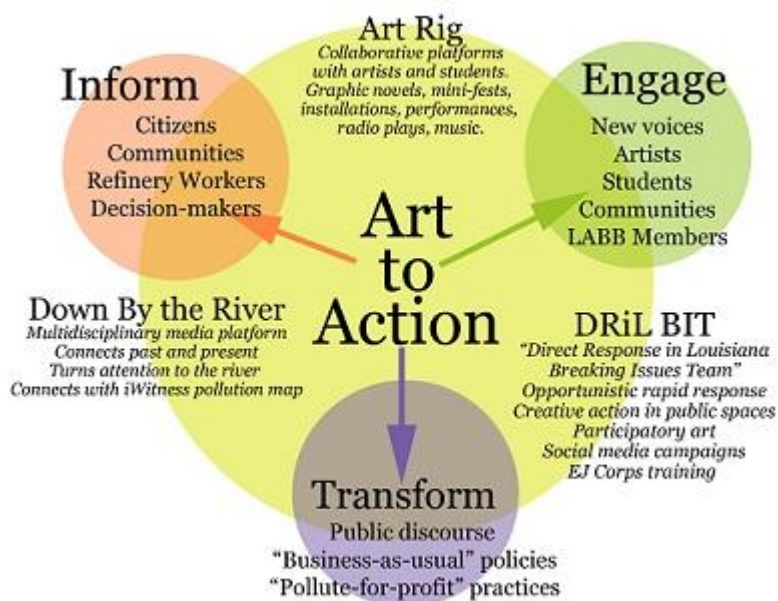 Art Rig
Collaborative platforms
with artists and students.
Graphic novels, mini-fests,
installations, performances,
radio plays, music.
Inform
Citizens
Communities
Refinery Workers
Decision-makers
Engage
New voices
Artists
Students
Communities
LABB Members
Art
to
Action
Down By the River
Multidisciplinary media platform
Connects past and present
Turns attention to the river
Connects with iWitness pollution map
DRiL BIT
“Direct Response in Louisiana
Breaking Issues Team”
Opportunistic rapid response
Creative action in public spaces
Participatory art
Social media campaigns
EJ Corps training
Transform
Public discourse
“Business-as-usual” policies
“Pollute-for-profit” practices